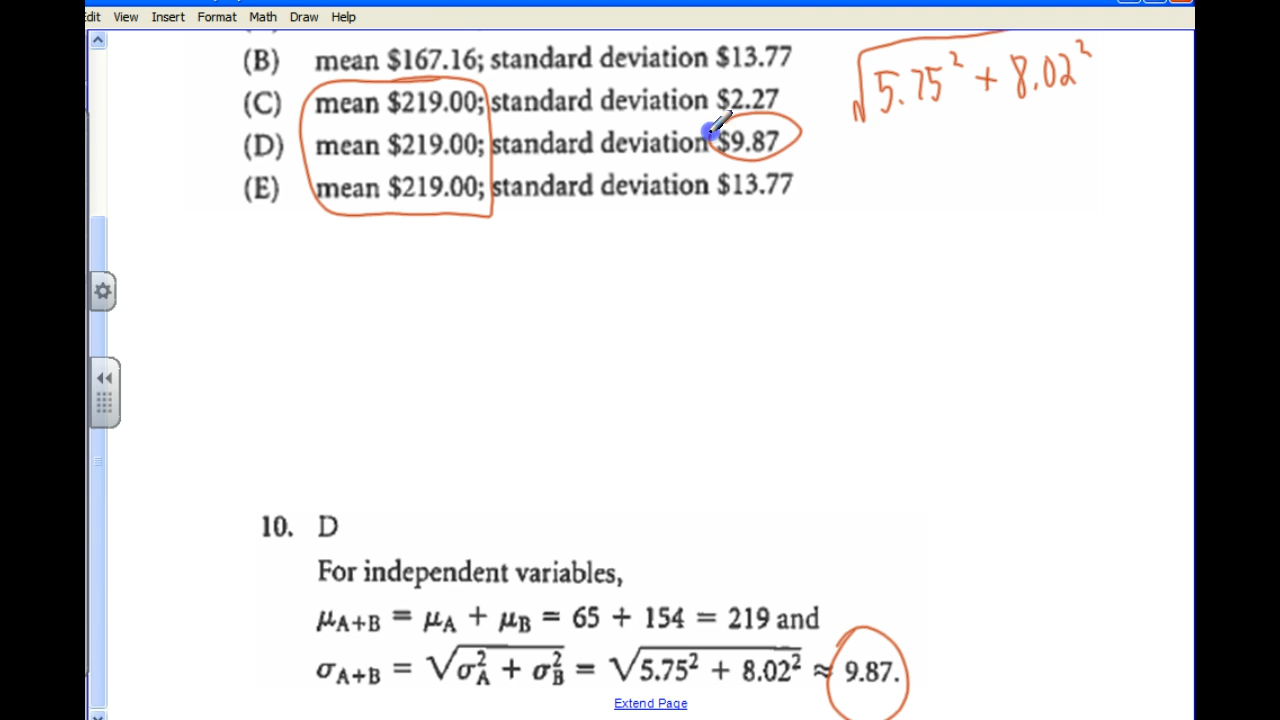 Edit View Insert Format Math Draw Help
(B) mean $167.16; standard deviation $13.77
(C) mean $219.00; standard deviation $2.27
(D) mean $219.00; standard deviation $9.87
(E) mean $219.00; standard deviation $13.77
√5.75² + 8.02²
10. D
For independent variables,
μA+B = μA + μB = 65 + 154 = 219 and
σA+B = √σ²A + σ²B = √5.75² + 8.02² ≈ 9.87.
Extend Page